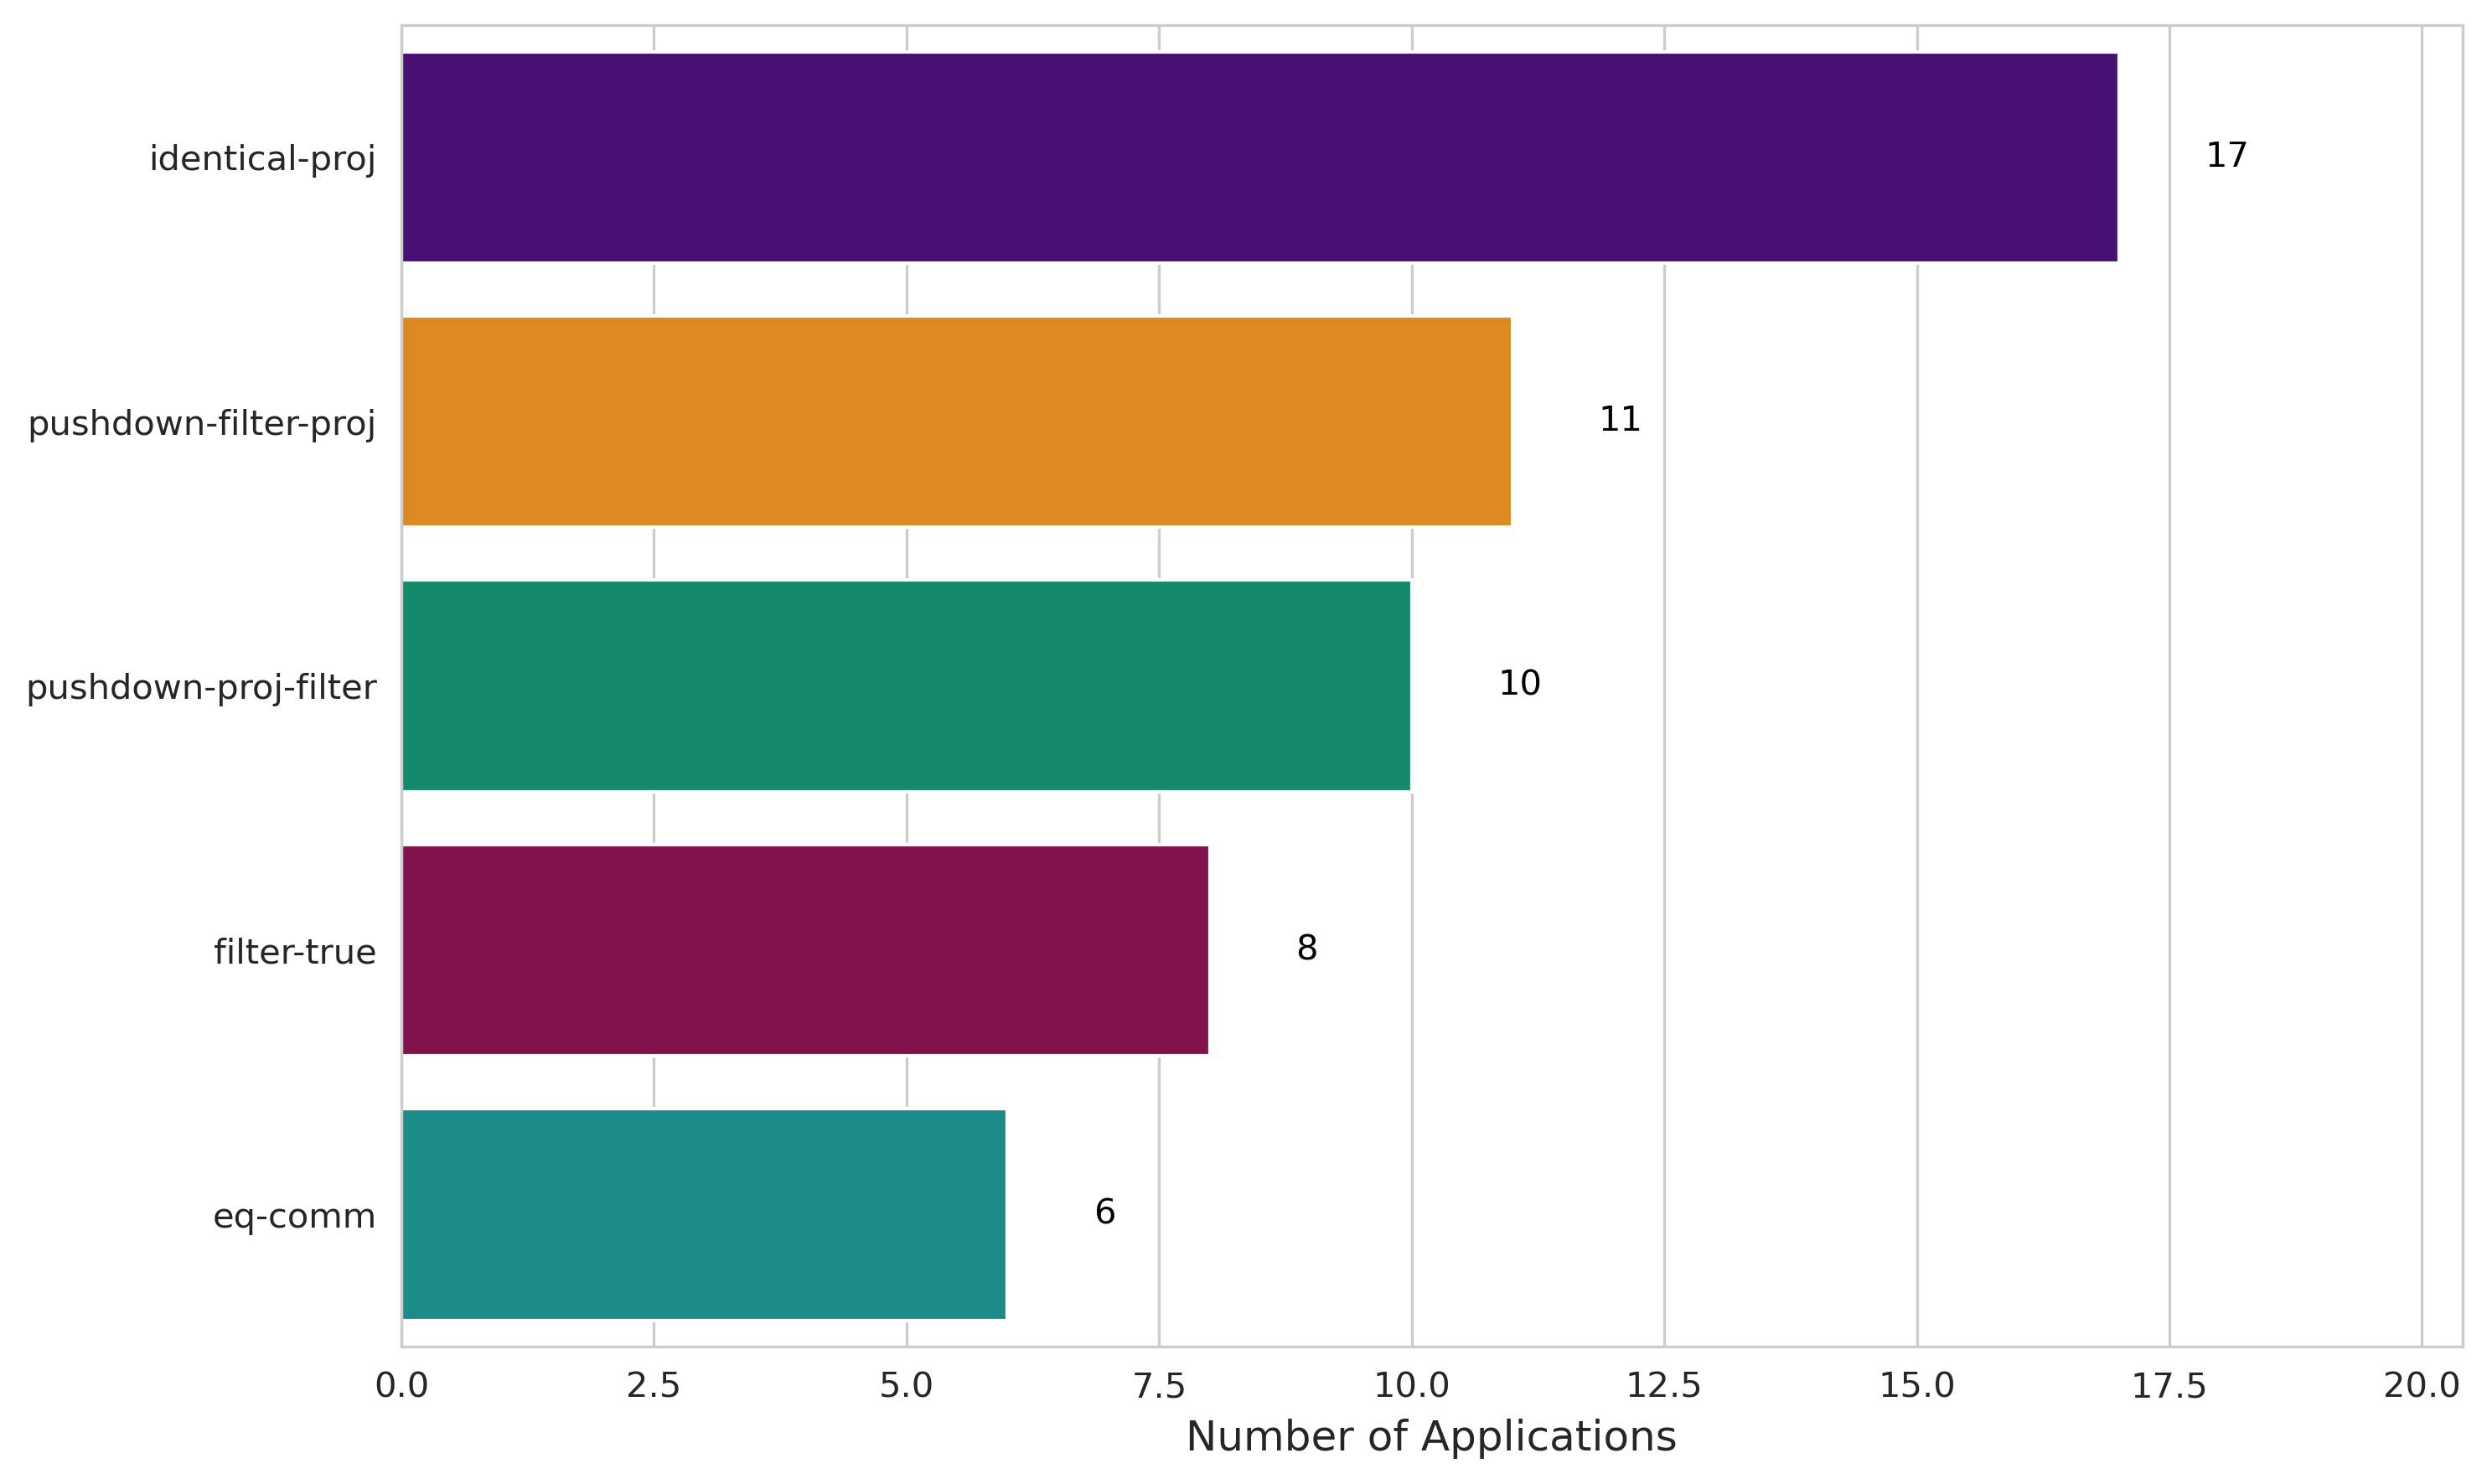 identical-proj
17
pushdown-filter-proj
11
pushdown-proj-filter
10
filter-true
8
eq-comm
6
0.0 2.5 5.0 7.5 10.0 12.5 15.0 17.5 20.0
Number of Applications